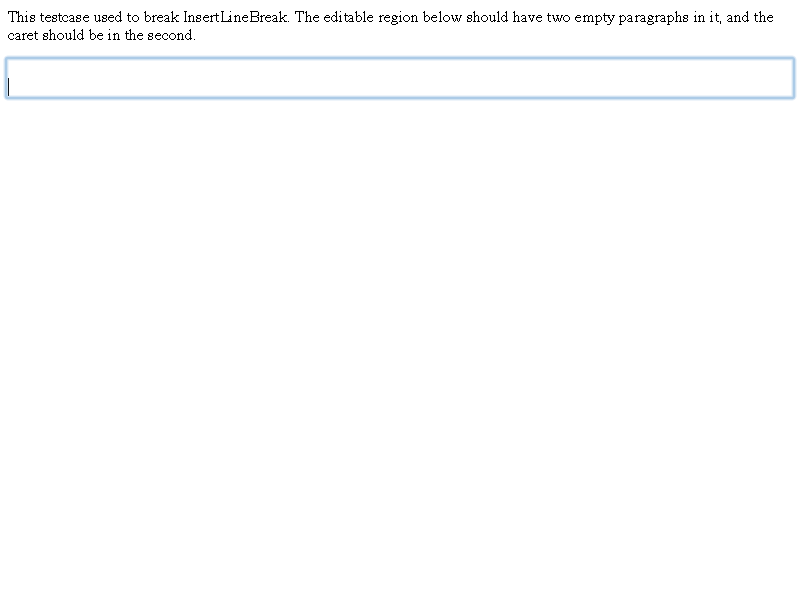 This testcase used to break InsertLineBreak. The editable region below should have two empty paragraphs in it, and the
caret should be in the second.